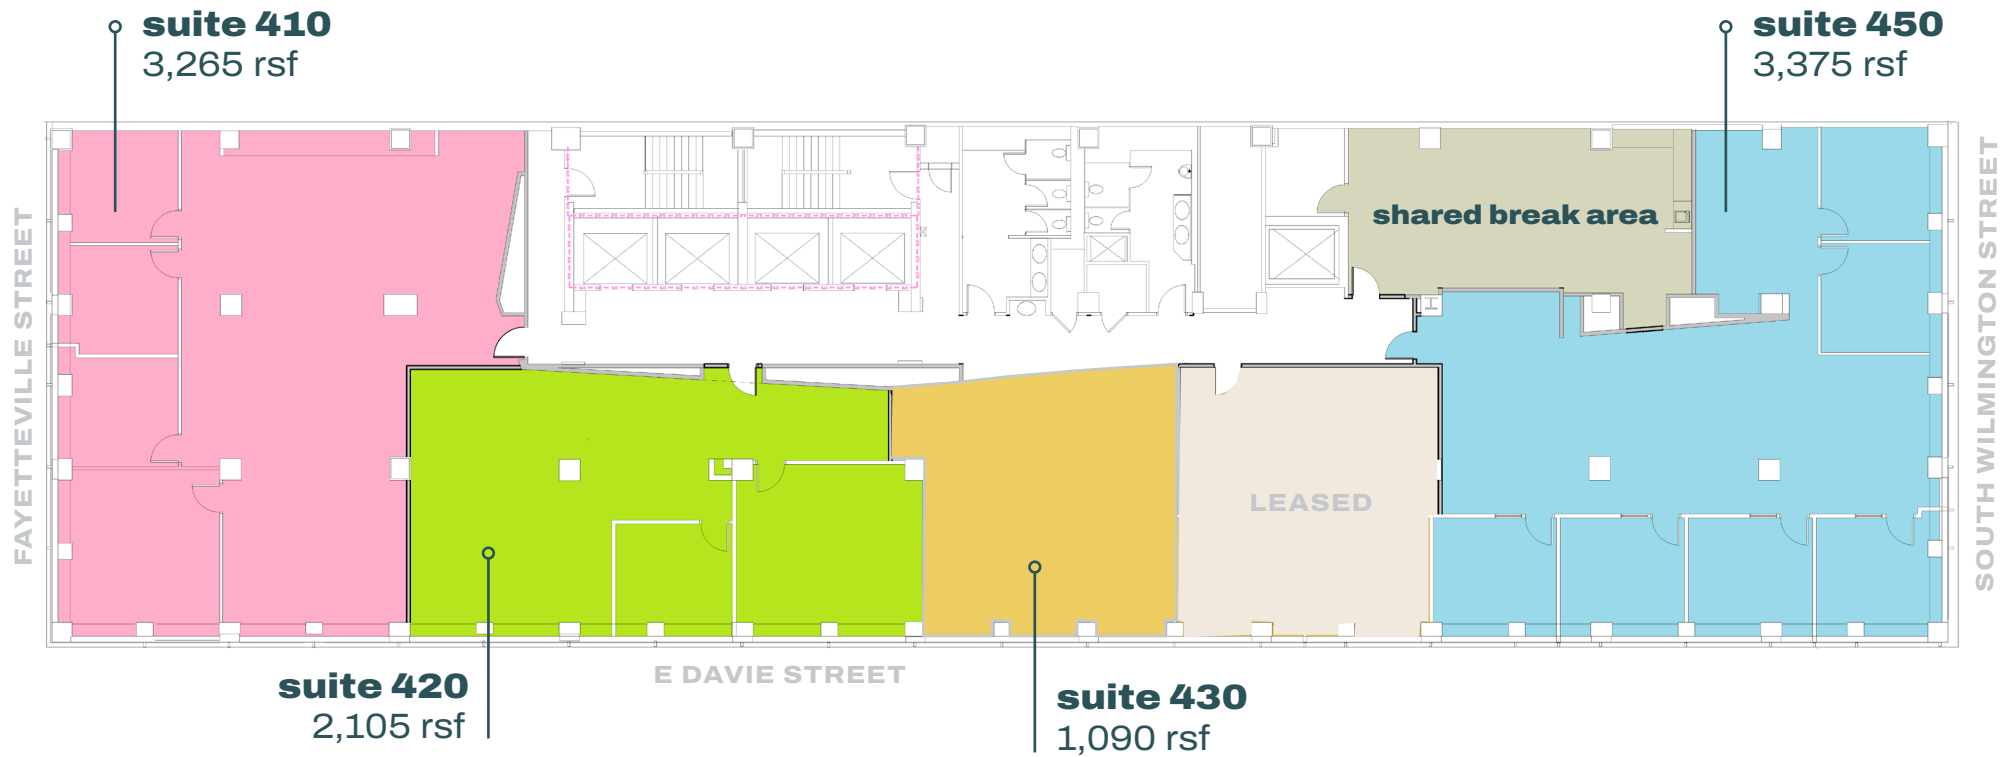 suite 410
3,265 rsf
suite 450
3,375 rsf
shared break area
FAYETTEVILLE STREET
SOUTH WILMINGTON STREET
LEASED
E DAVIE STREET
suite 420
2,105 rsf
suite 430
1,090 rsf